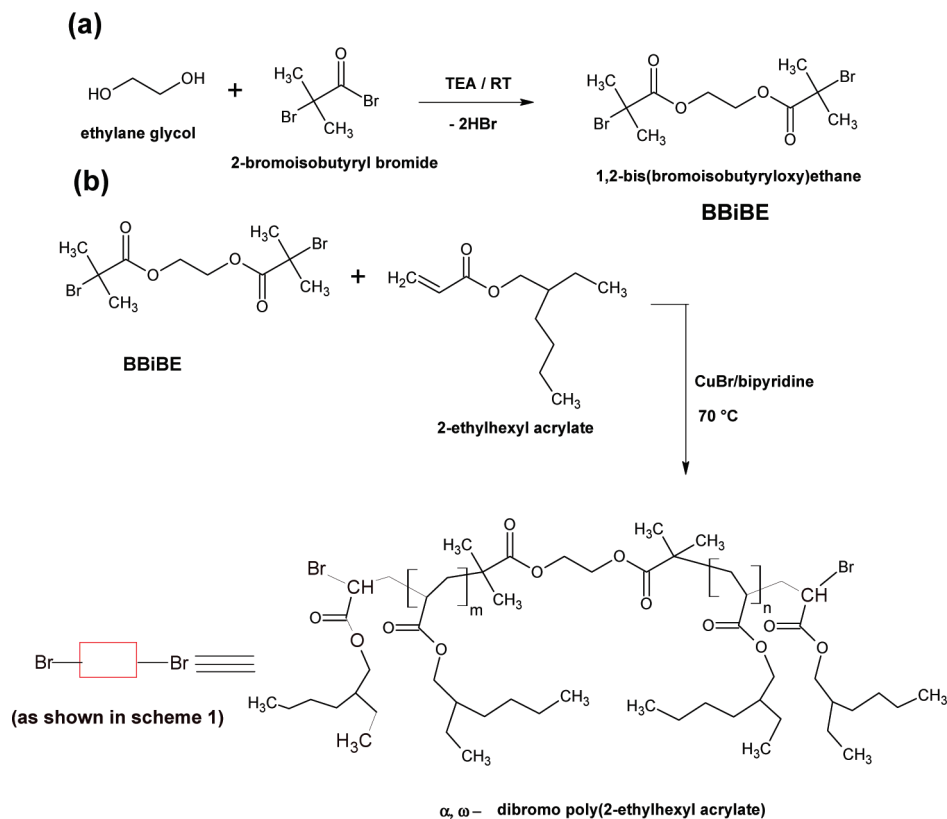 (a)
HO OH + H3C CH3 Br O Br TEA / RT - 2HBr
ethylane glycol
2-bromoisobutyryl bromide
H3C Br CH3 O O O O H3C Br CH3
1,2-bis(bromoisobutyryloxy)ethane
BBiBE
(b)
H3C Br CH3 O O O O H3C Br CH3
BBiBE
+
H2C O O CH3 CH3
2-ethylhexyl acrylate
CuBr/bipyridine
70 °C
Br CH O O H3C H3C
m O O CH3 H3C
H3C CH3 O O O O H3C CH3
n O O H3C H3C
Br CH O O CH3 CH3
Br Br
(as shown in scheme 1)
α, ω – dibromo poly(2-ethylhexyl acrylate)